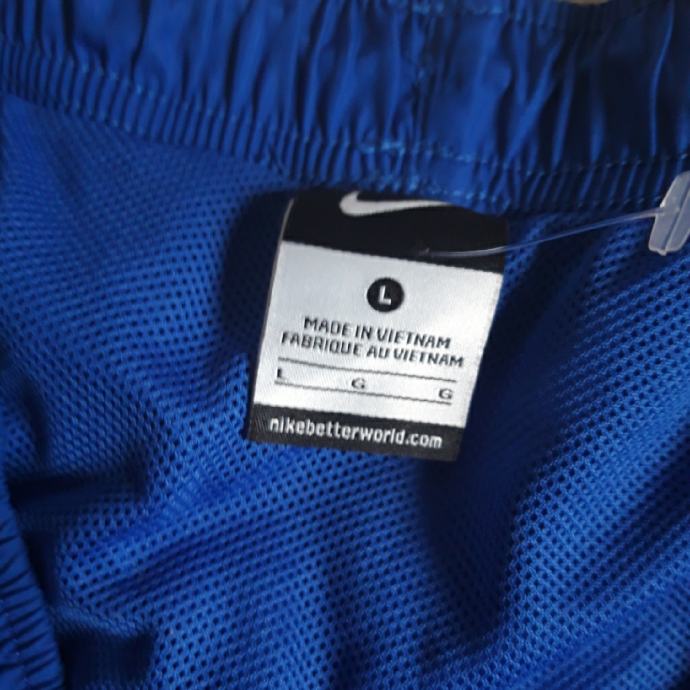 L
MADE IN VIETNAM
FABRIQUE AU VIETNAM
L G G
nikebetterworld.com